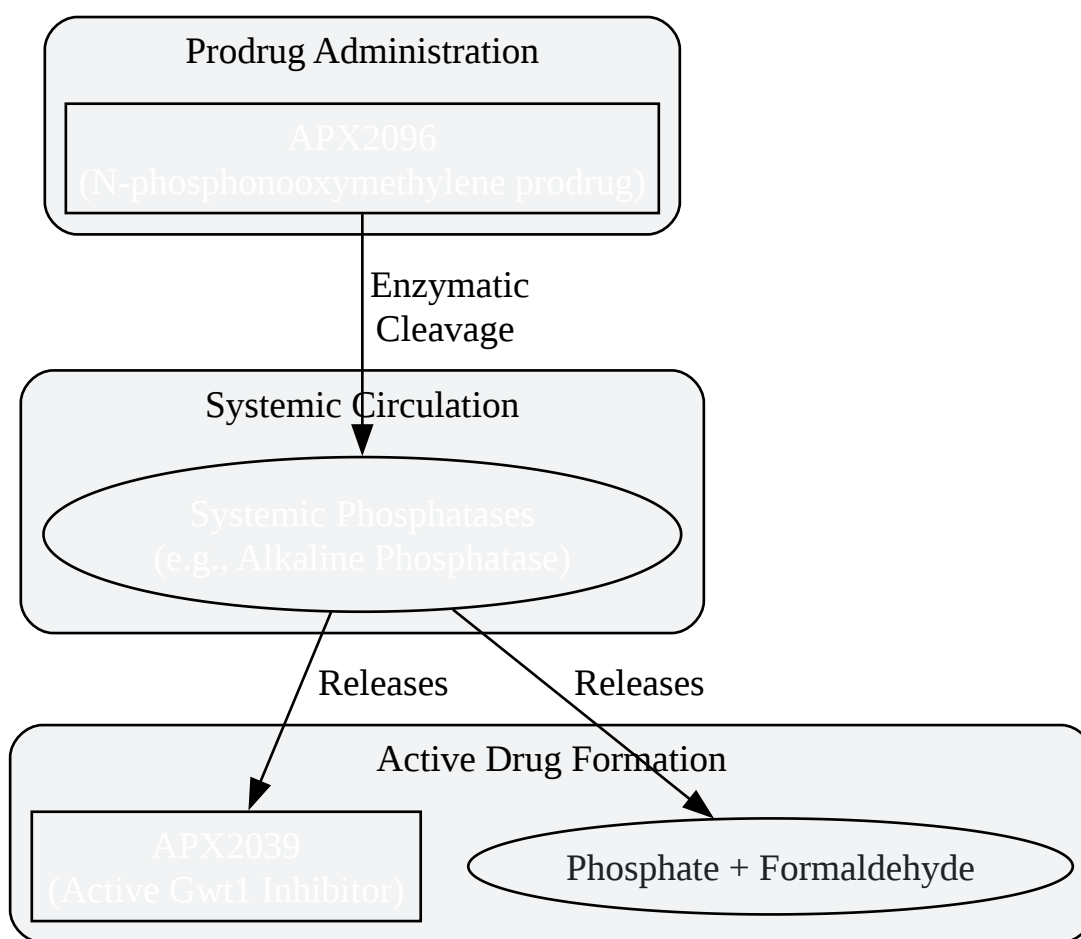 Prodrug Administration
APX2096
(N-phosphonooxymethylene prodrug)
Enzymatic
Cleavage
Systemic Circulation
Systemic Phosphatases
(e.g., Alkaline Phosphatase)
Releases
Releases
Active Drug Formation
APX2039
(Active Gwt1 Inhibitor)
Phosphate + Formaldehyde